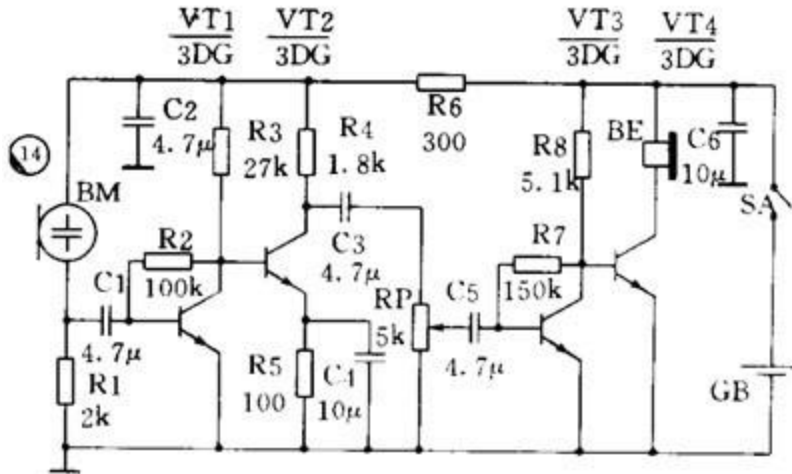 VT1 VT2 VT3 VT4
3DG 3DG 3DG 3DG
C2
4.7μ
R3
27k
R4
1.8k
R6
300
R8
5.1k
BE
C6
10μ
14
BM
SA
R2
100k
C3
4.7μ
R7
150k
C1
4.7μ
RP
5k
C5
4.7μ
R1
2k
R5
100
C4
10μ
GB